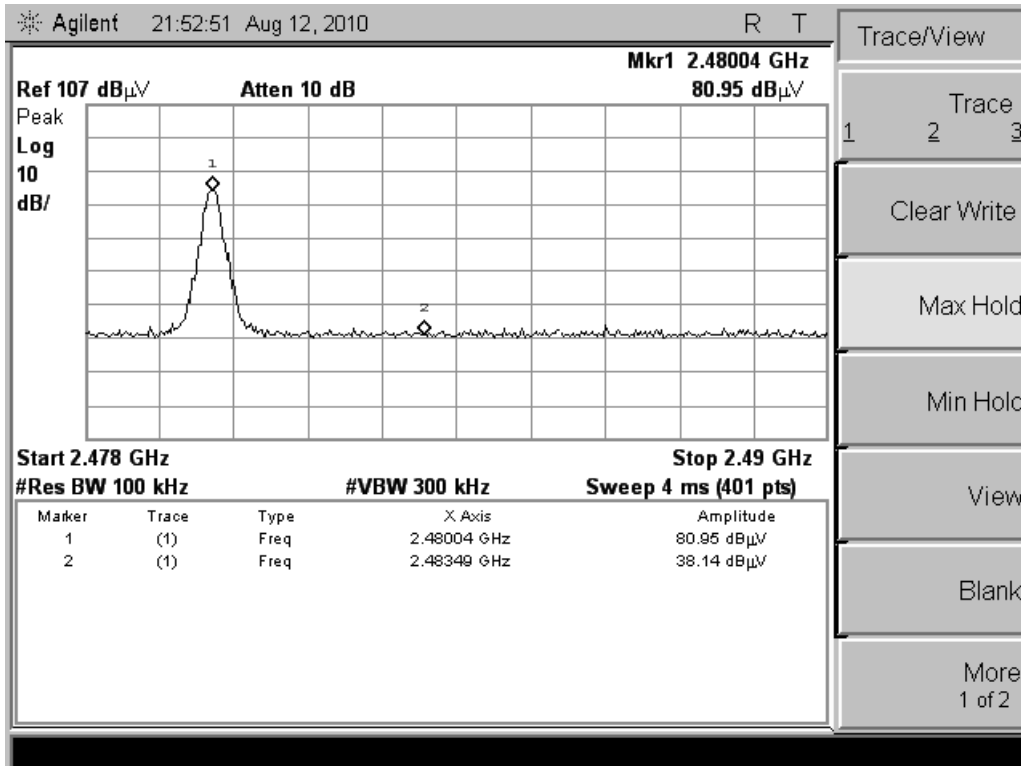 Agilent 21:52:51 Aug 12, 2010 R T
Mkr1 2.48004 GHz
Ref 107 dBµV Atten 10 dB 80.95 dBµV
Peak
Log
10
dB/
1
2
Start 2.478 GHz Stop 2.49 GHz
#Res BW 100 kHz #VBW 300 kHz Sweep 4 ms (401 pts)
Marker Trace Type X Axis Amplitude
1 (1) Freq 2.48004 GHz 80.95 dBµV
2 (1) Freq 2.48349 GHz 38.14 dBµV
Trace/View
Trace
1 2 3
Clear Write
Max Hold
Min Hold
View
Blank
More
1 of 2